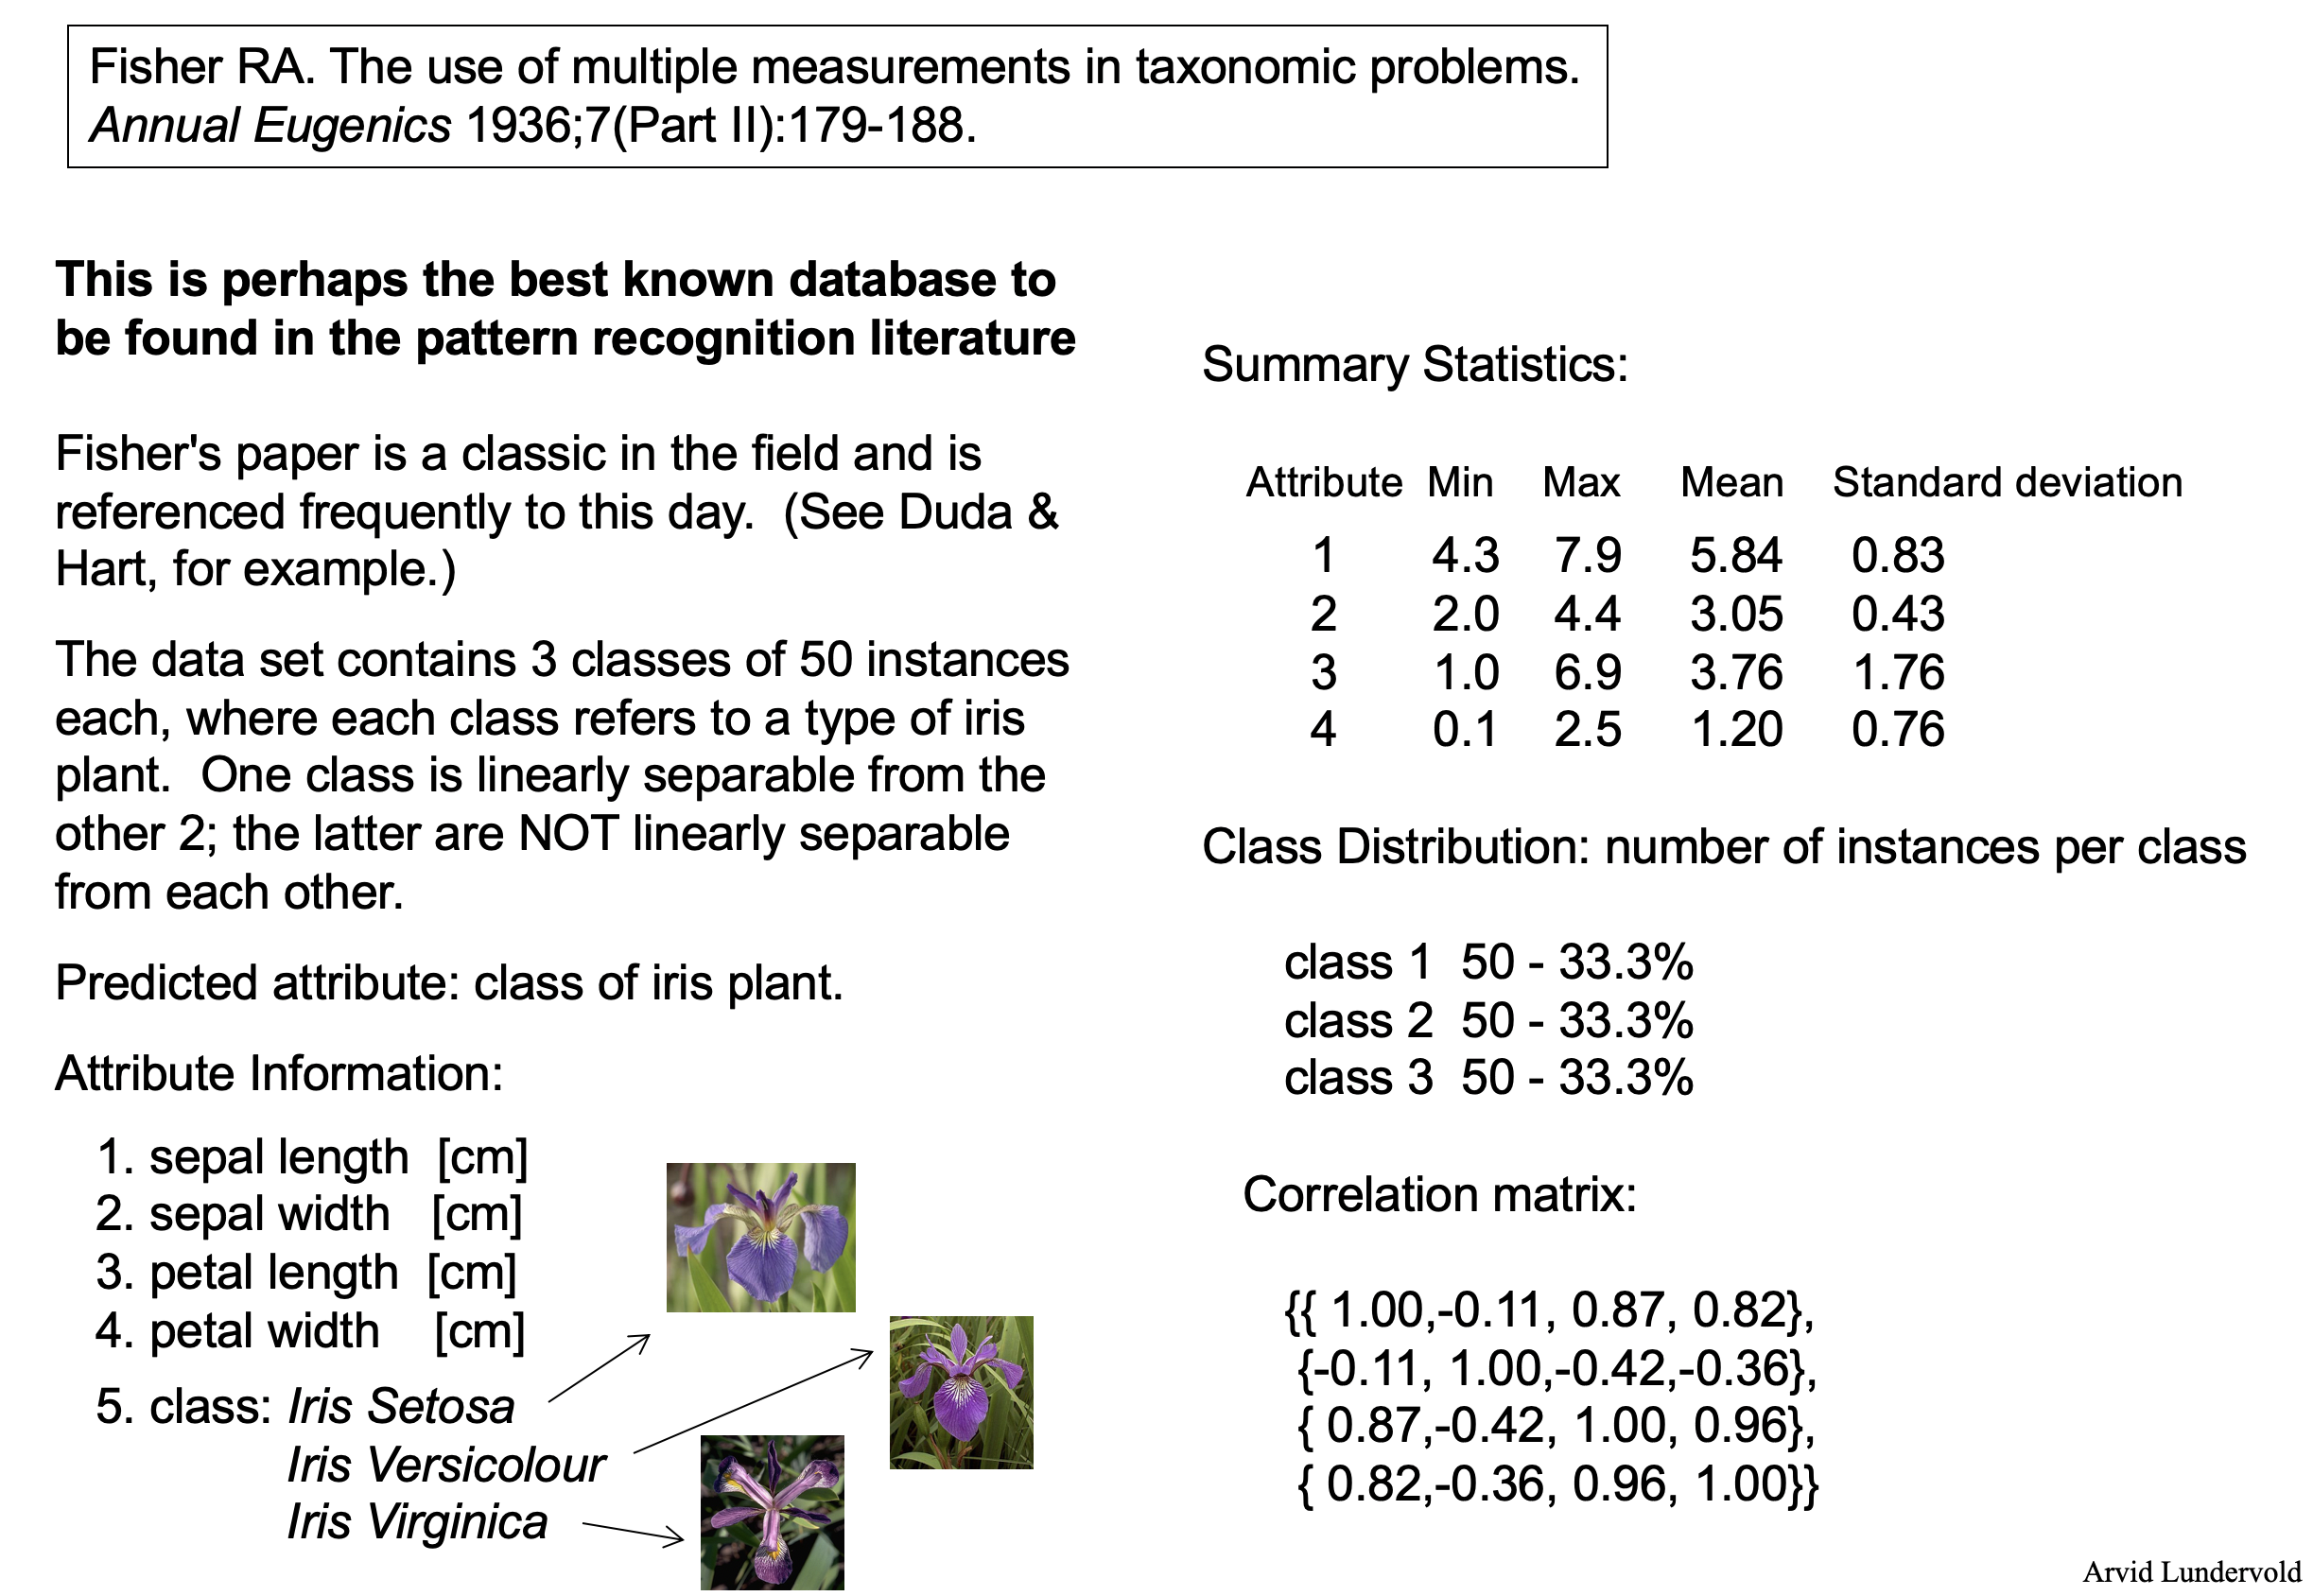 Fisher RA. The use of multiple measurements in taxonomic problems.
Annual Eugenics 1936;7(Part II):179-188.
This is perhaps the best known database to
be found in the pattern recognition literature
Fisher's paper is a classic in the field and is
referenced frequently to this day.  (See Duda &
Hart, for example.)
The data set contains 3 classes of 50 instances
each, where each class refers to a type of iris
plant.  One class is linearly separable from the
other 2; the latter are NOT linearly separable
from each other.
Predicted attribute: class of iris plant.
Attribute Information:
1. sepal length  [cm]
2. sepal width   [cm]
3. petal length  [cm]
4. petal width    [cm]
5. class: Iris Setosa
Iris Versicolour
Iris Virginica
Summary Statistics:
Attribute Min Max Mean Standard deviation
1 4.3 7.9 5.84 0.83
2 2.0 4.4 3.05 0.43
3 1.0 6.9 3.76 1.76
4 0.1 2.5 1.20 0.76
Class Distribution: number of instances per class
class 1  50 - 33.3%
class 2  50 - 33.3%
class 3  50 - 33.3%
Correlation matrix:
{{ 1.00,-0.11, 0.87, 0.82},
{-0.11, 1.00,-0.42,-0.36},
{ 0.87,-0.42, 1.00, 0.96},
{ 0.82,-0.36, 0.96, 1.00}}
Arvid Lundervold